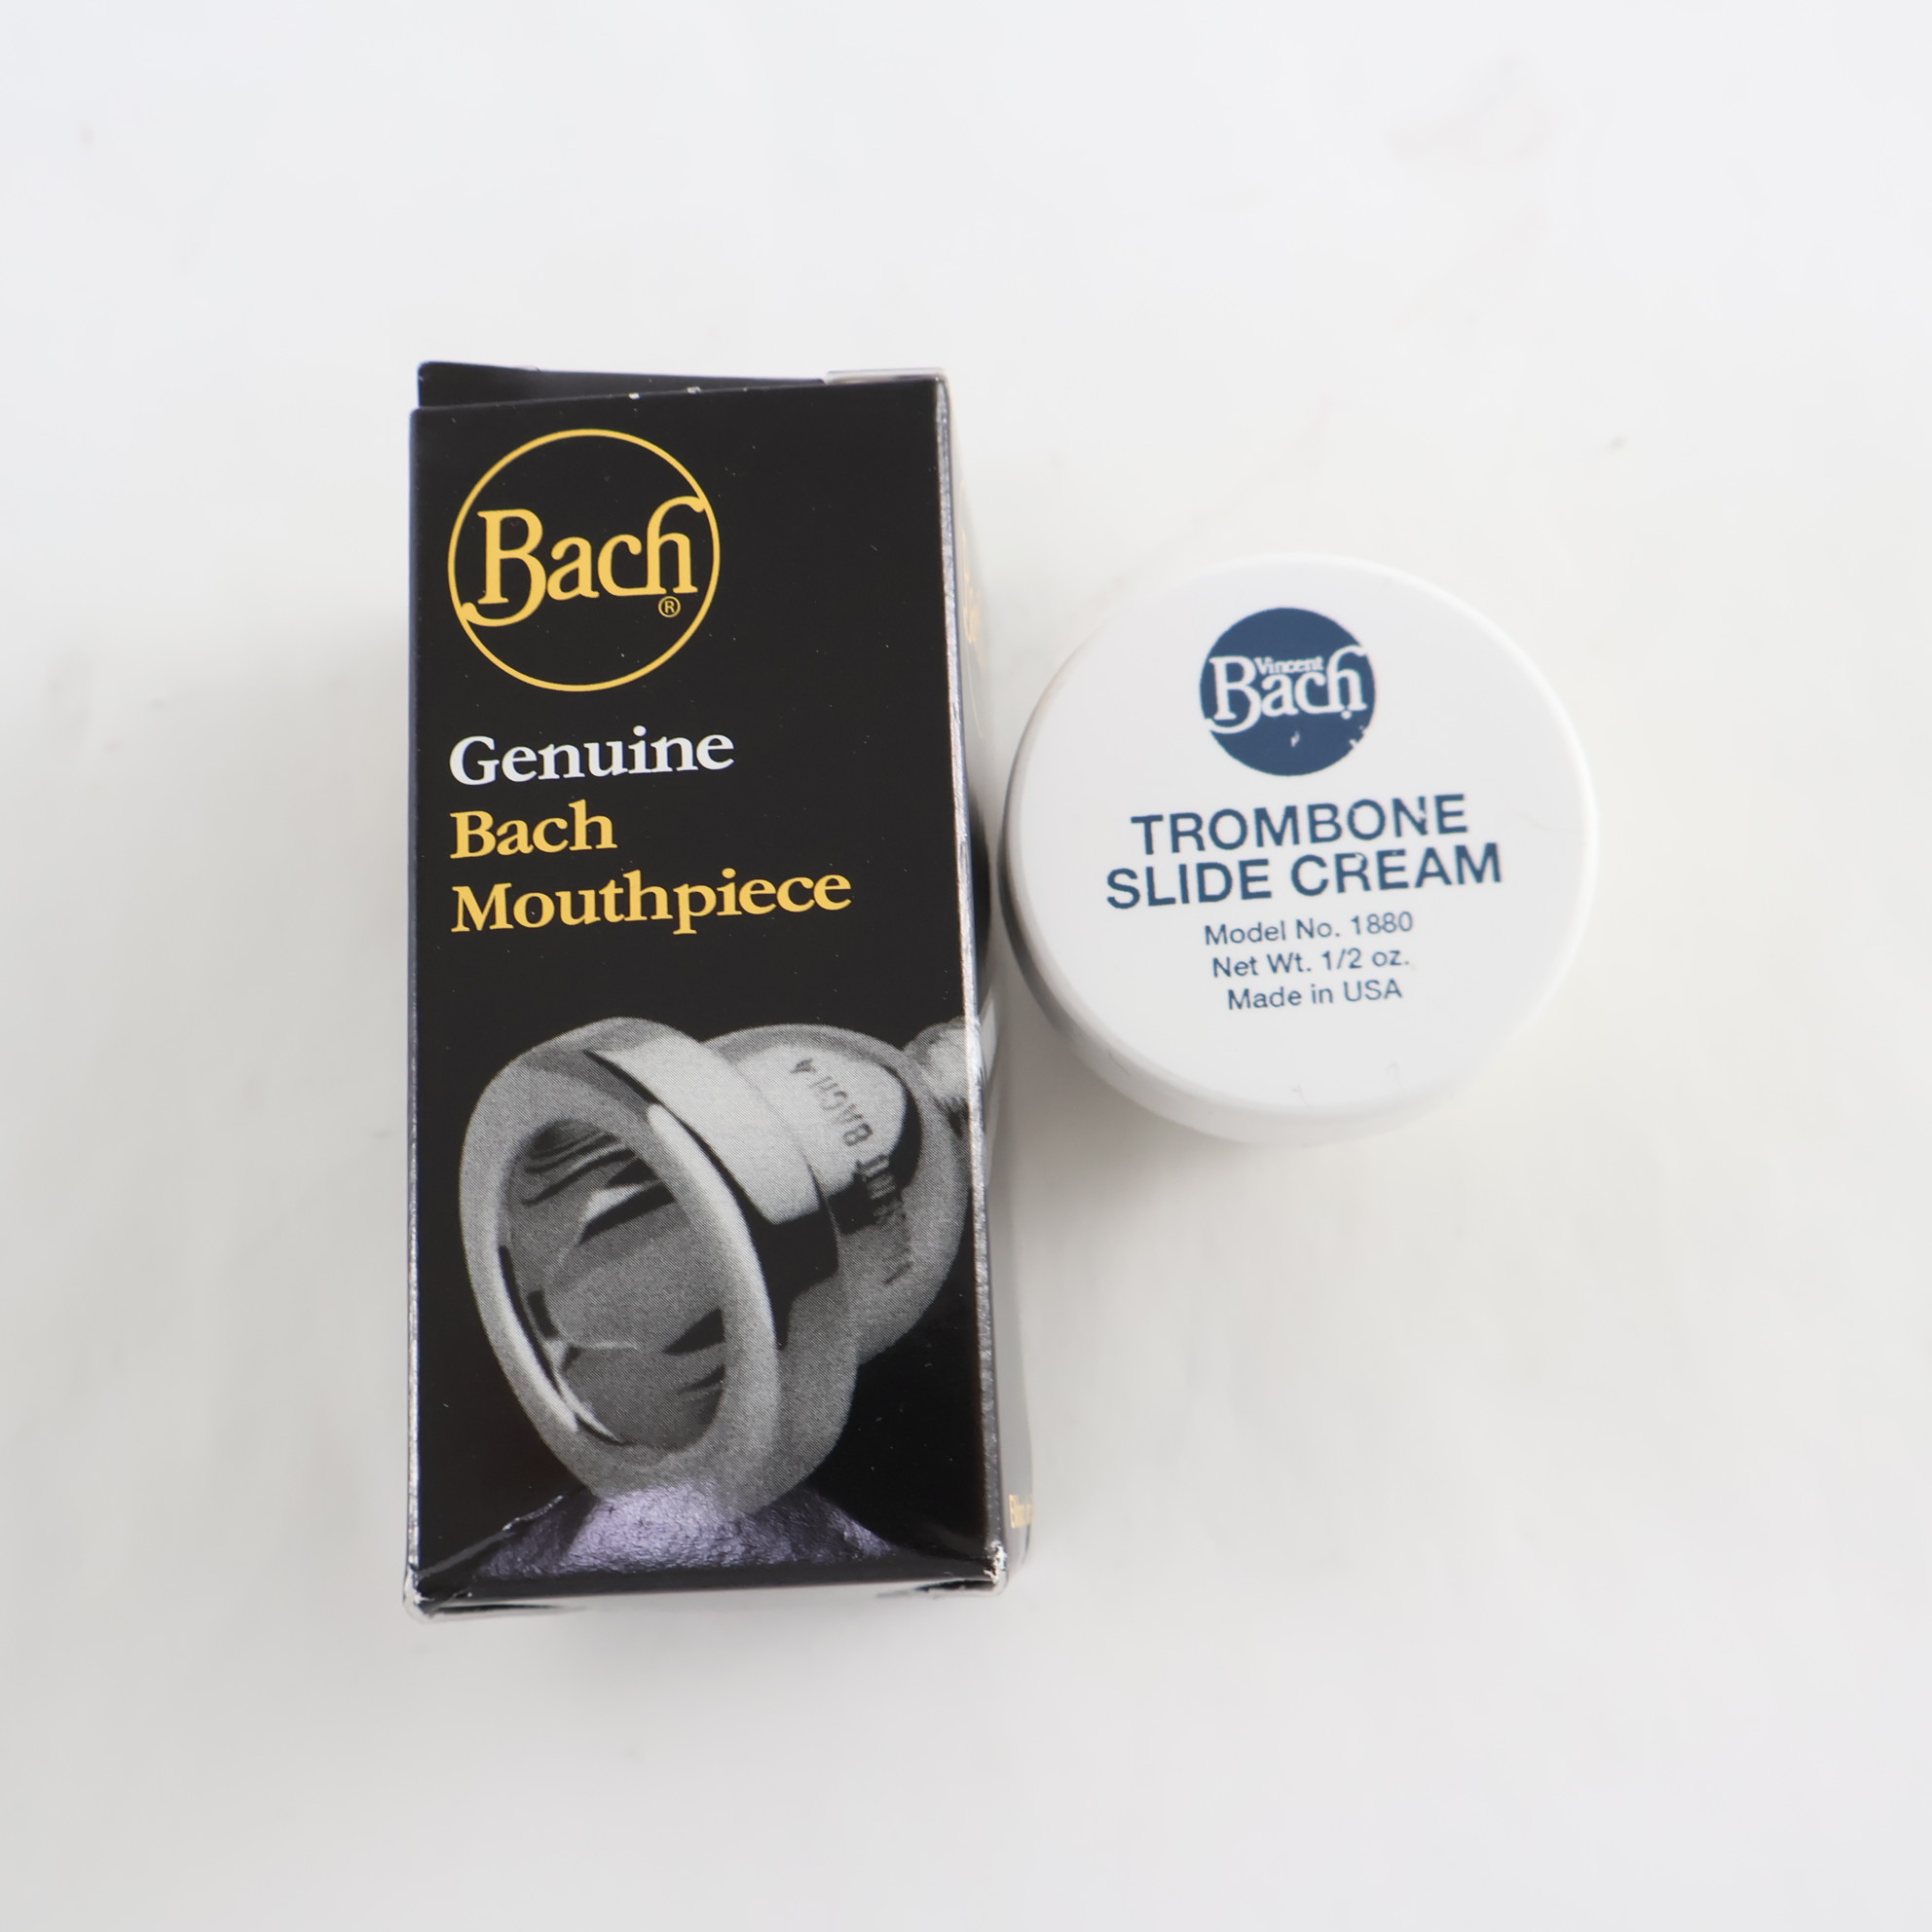 Bach
®
Genuine
Bach
Mouthpiece
Vincent
Bach
TROMBONE
SLIDE CREAM
Model No. 1880
Net Wt. 1/2 oz.
Made in USA